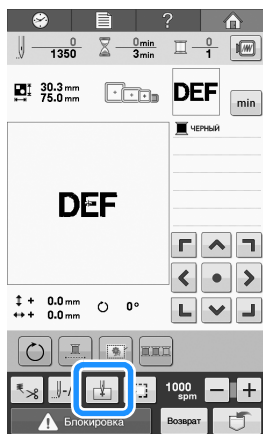 ?
0 0min 0
1350 3min 1
30.3 mm
75.0 mm
DEF
min
ЧЕРНЫЙ
DEF
+ 0.0 mm
+ 0.0 mm 0°
1000
spm
- +
Блокировка
Возврат